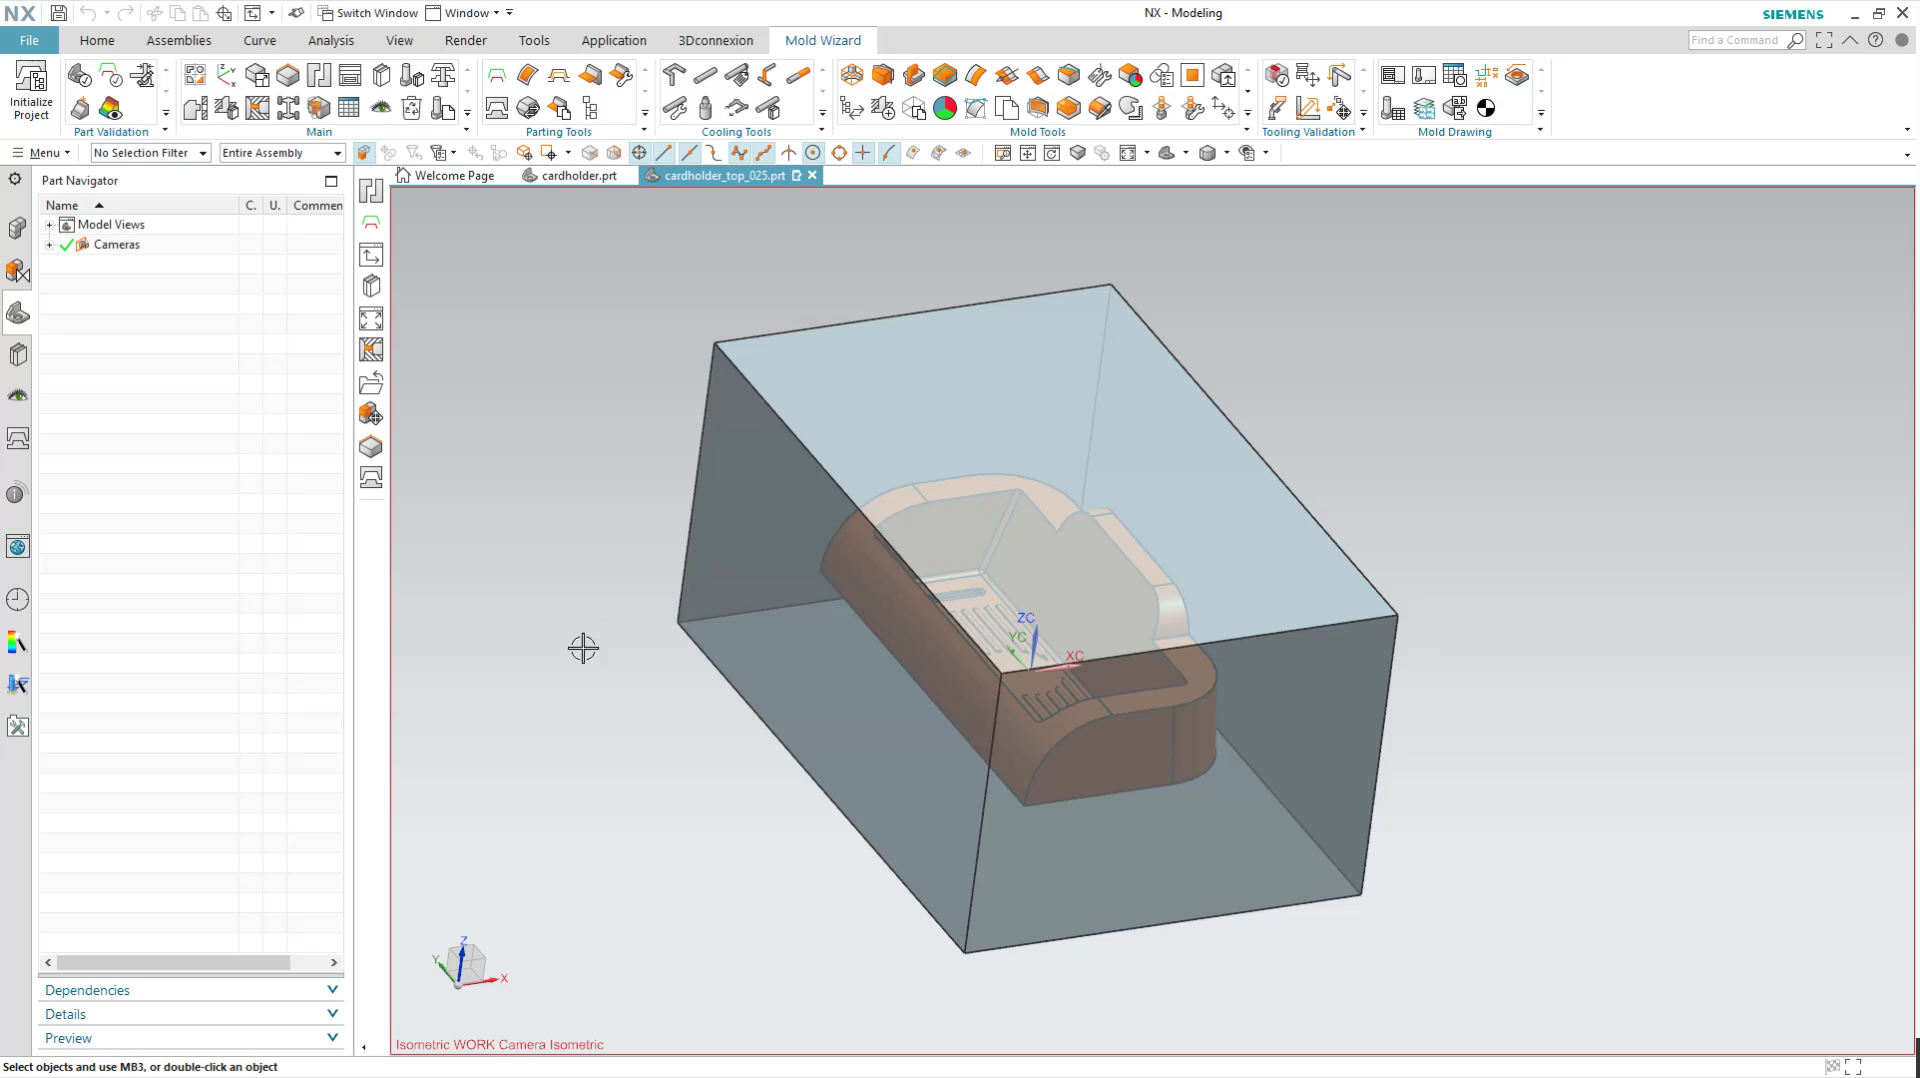 NX
Switch Window
Window
NX - Modeling
SIEMENS
File
Home
Assemblies
Curve
Analysis
View
Render
Tools
Application
3Dconnexion
Mold Wizard
Find a Command
Initialize
Project
Part Validation
Main
Parting Tools
Cooling Tools
Mold Tools
Tooling Validation
Mold Drawing
Menu
No Selection Filter
Entire Assembly
Part Navigator
Welcome Page
cardholder.prt
cardholder_top_025.prt
Name
C.
U.
Commen
Model Views
Cameras
ZC
YC
XC
Z
Y
X
Dependencies
Details
Preview
Isometric WORK Camera Isometric
Select objects and use MB3, or double-click an object